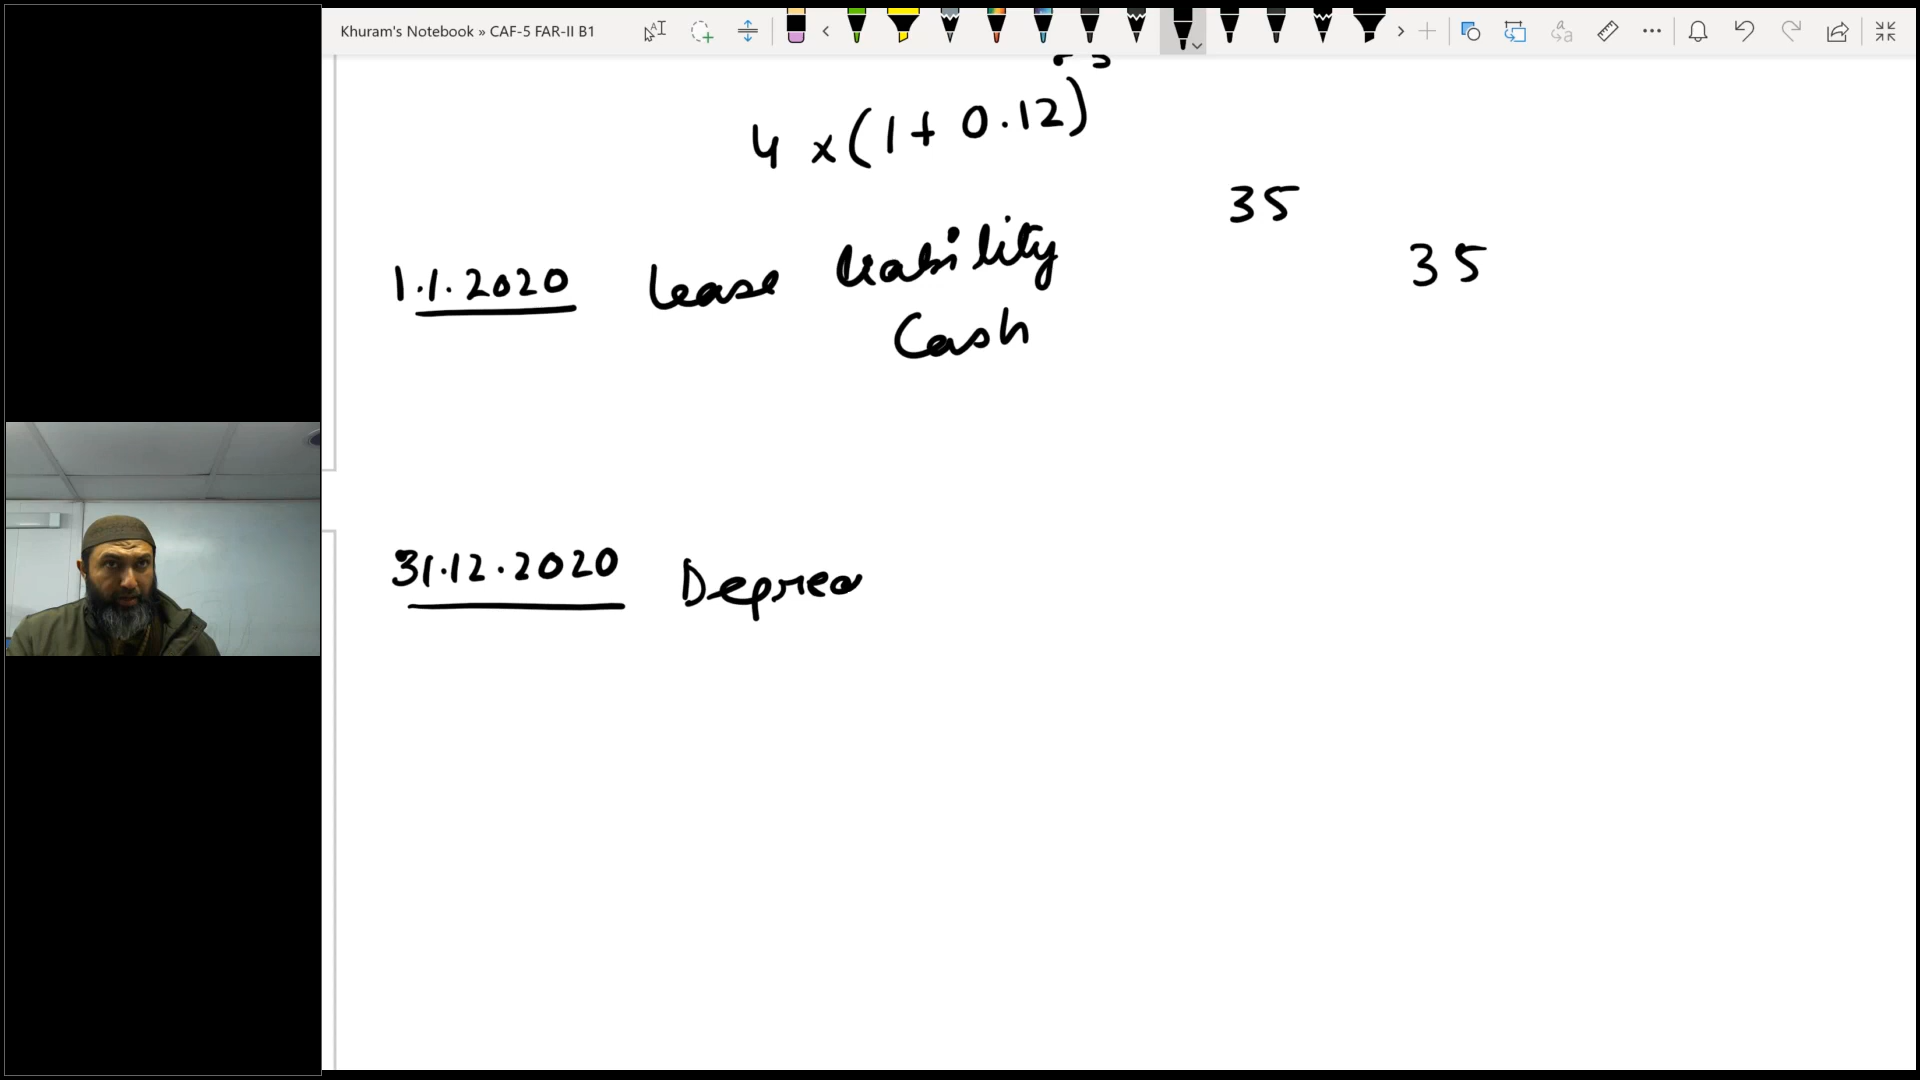 Khuram's Notebook » CAF-5 FAR-II B1
4 x (1 + 0.12)
35
1.1.2020 Lease liability 35
Cash
31.12.2020 Deprea